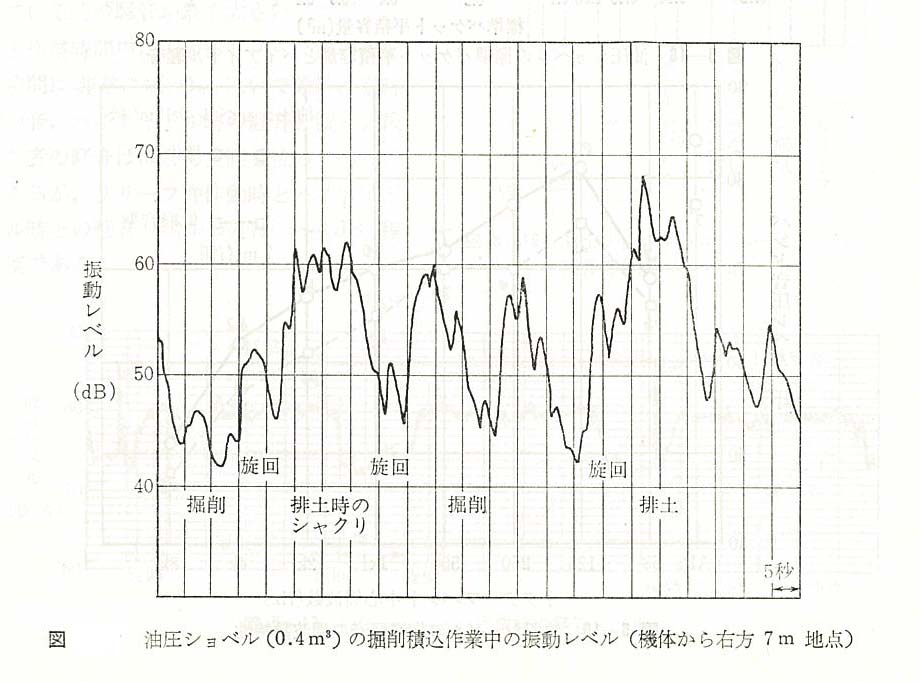 80
70
60
50
40
振動レベル
(dB)
旋回
旋回
旋回
掘削
排土時の
シャクリ
掘削
排土
5秒
図 油圧ショベル(0.4m³)の掘削積込作業中の振動レベル(機体から右方 7m 地点)